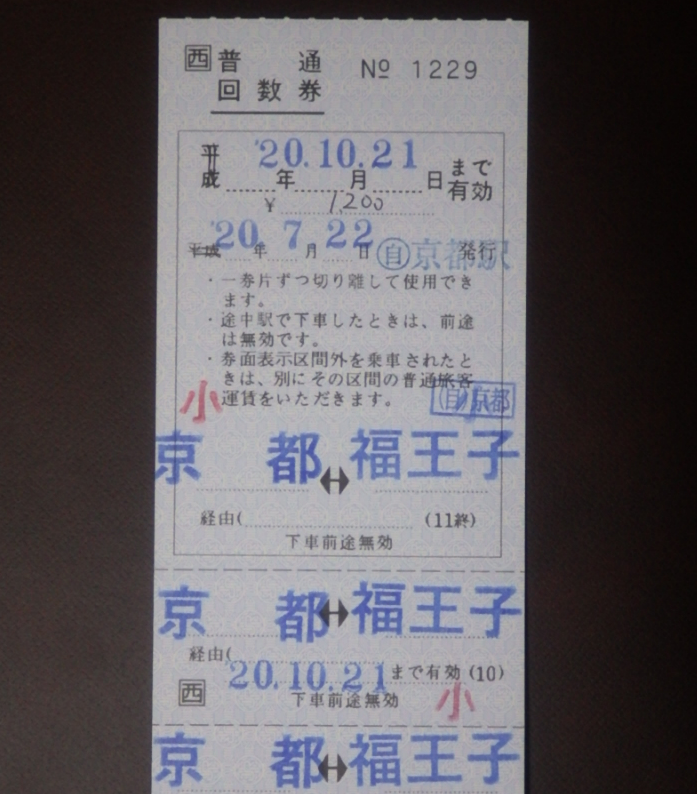 西 普通 No 1229
回数券
平成 '20.10.21 年 月 日 まで有効
¥ 1,200
平成 '20 年 7 月 22 日 自京都駅 発行
・一券片ずつ切り離して使用でき
ます。
・途中駅で下車したときは、前途
は無効です。
・券面表示区間外を乗車されたと
きは、別にその区間の普通旅客
運賃をいただきます。
小 自京都
京都↔福王子
経由( (11終)
下車前途無効
京都↔福王子
経由(
'20.10.21 まで有効 (10)
西 下車前途無効 小
京都↔福王子